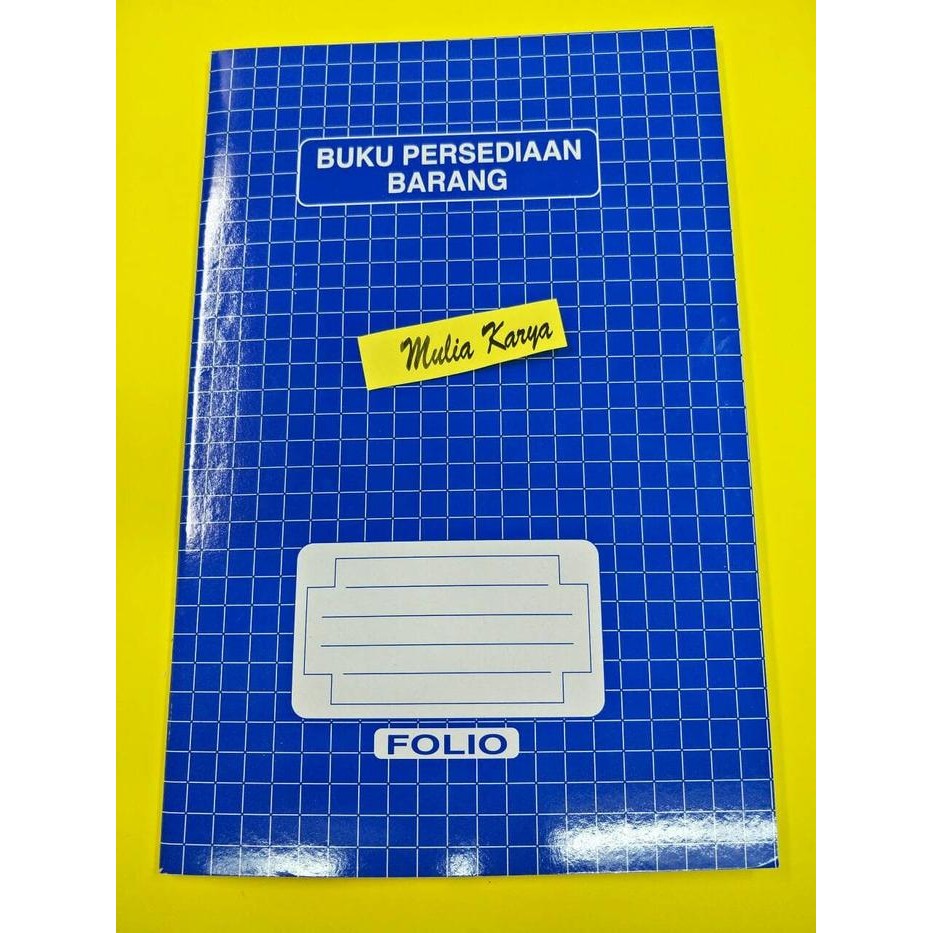 BUKU PERSEDIAAN
BARANG
Mulia Karya
FOLIO